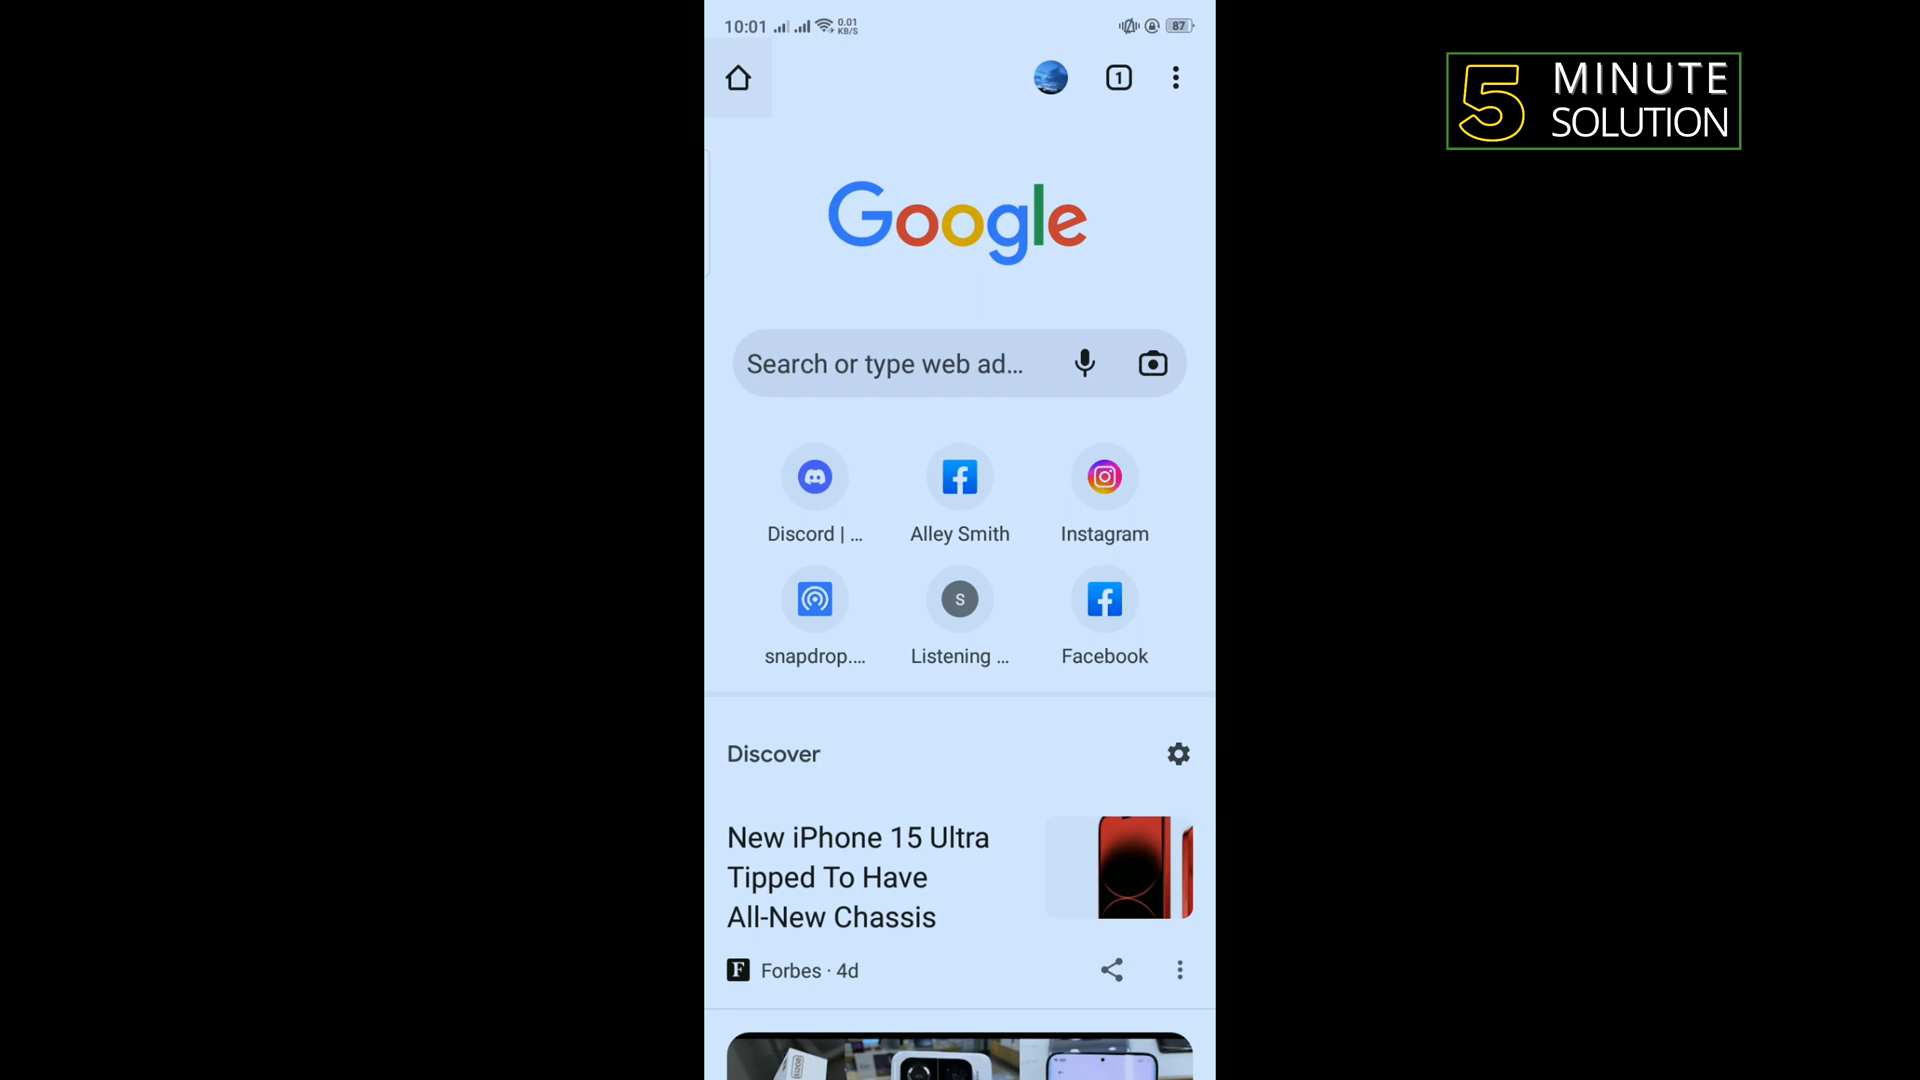 10:01 0.01 KB/S 87
1
5 MINUTE
SOLUTION
Google
Search or type web ad...
Discord | ... Alley Smith Instagram
S
snapdrop.... Listening ... Facebook
Discover
New iPhone 15 Ultra
Tipped To Have
All-New Chassis
F Forbes · 4d